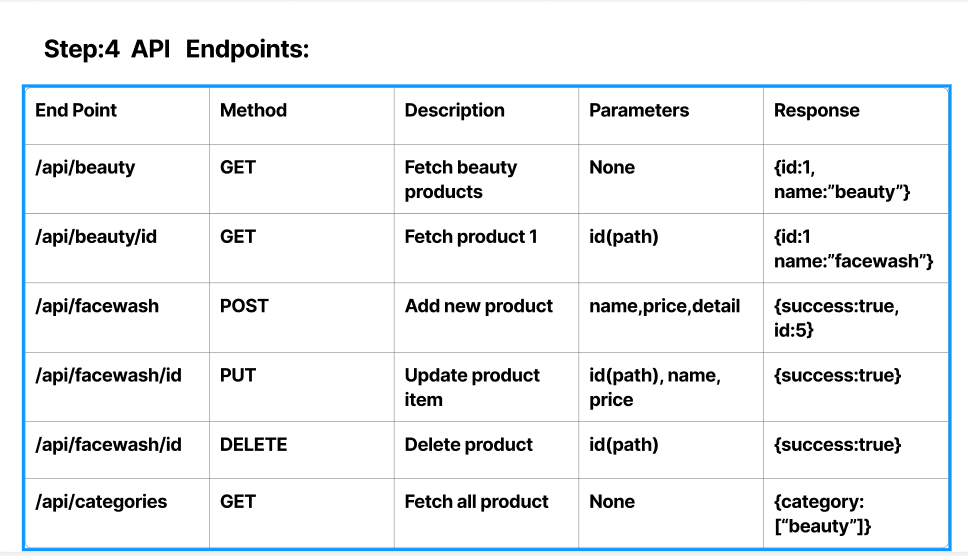 Step:4 API Endpoints:
End Point Method Description Parameters Response
/api/beauty GET Fetch beauty None {id:1,
products name:”beauty”}
/api/beauty/id GET Fetch product 1 id(path) {id:1
name:”facewash”}
/api/facewash POST Add new product name,price,detail {success:true,
id:5}
/api/facewash/id PUT Update product id(path), name, {success:true}
item price
/api/facewash/id DELETE Delete product id(path) {success:true}
/api/categories GET Fetch all product None {category:
[“beauty”]}